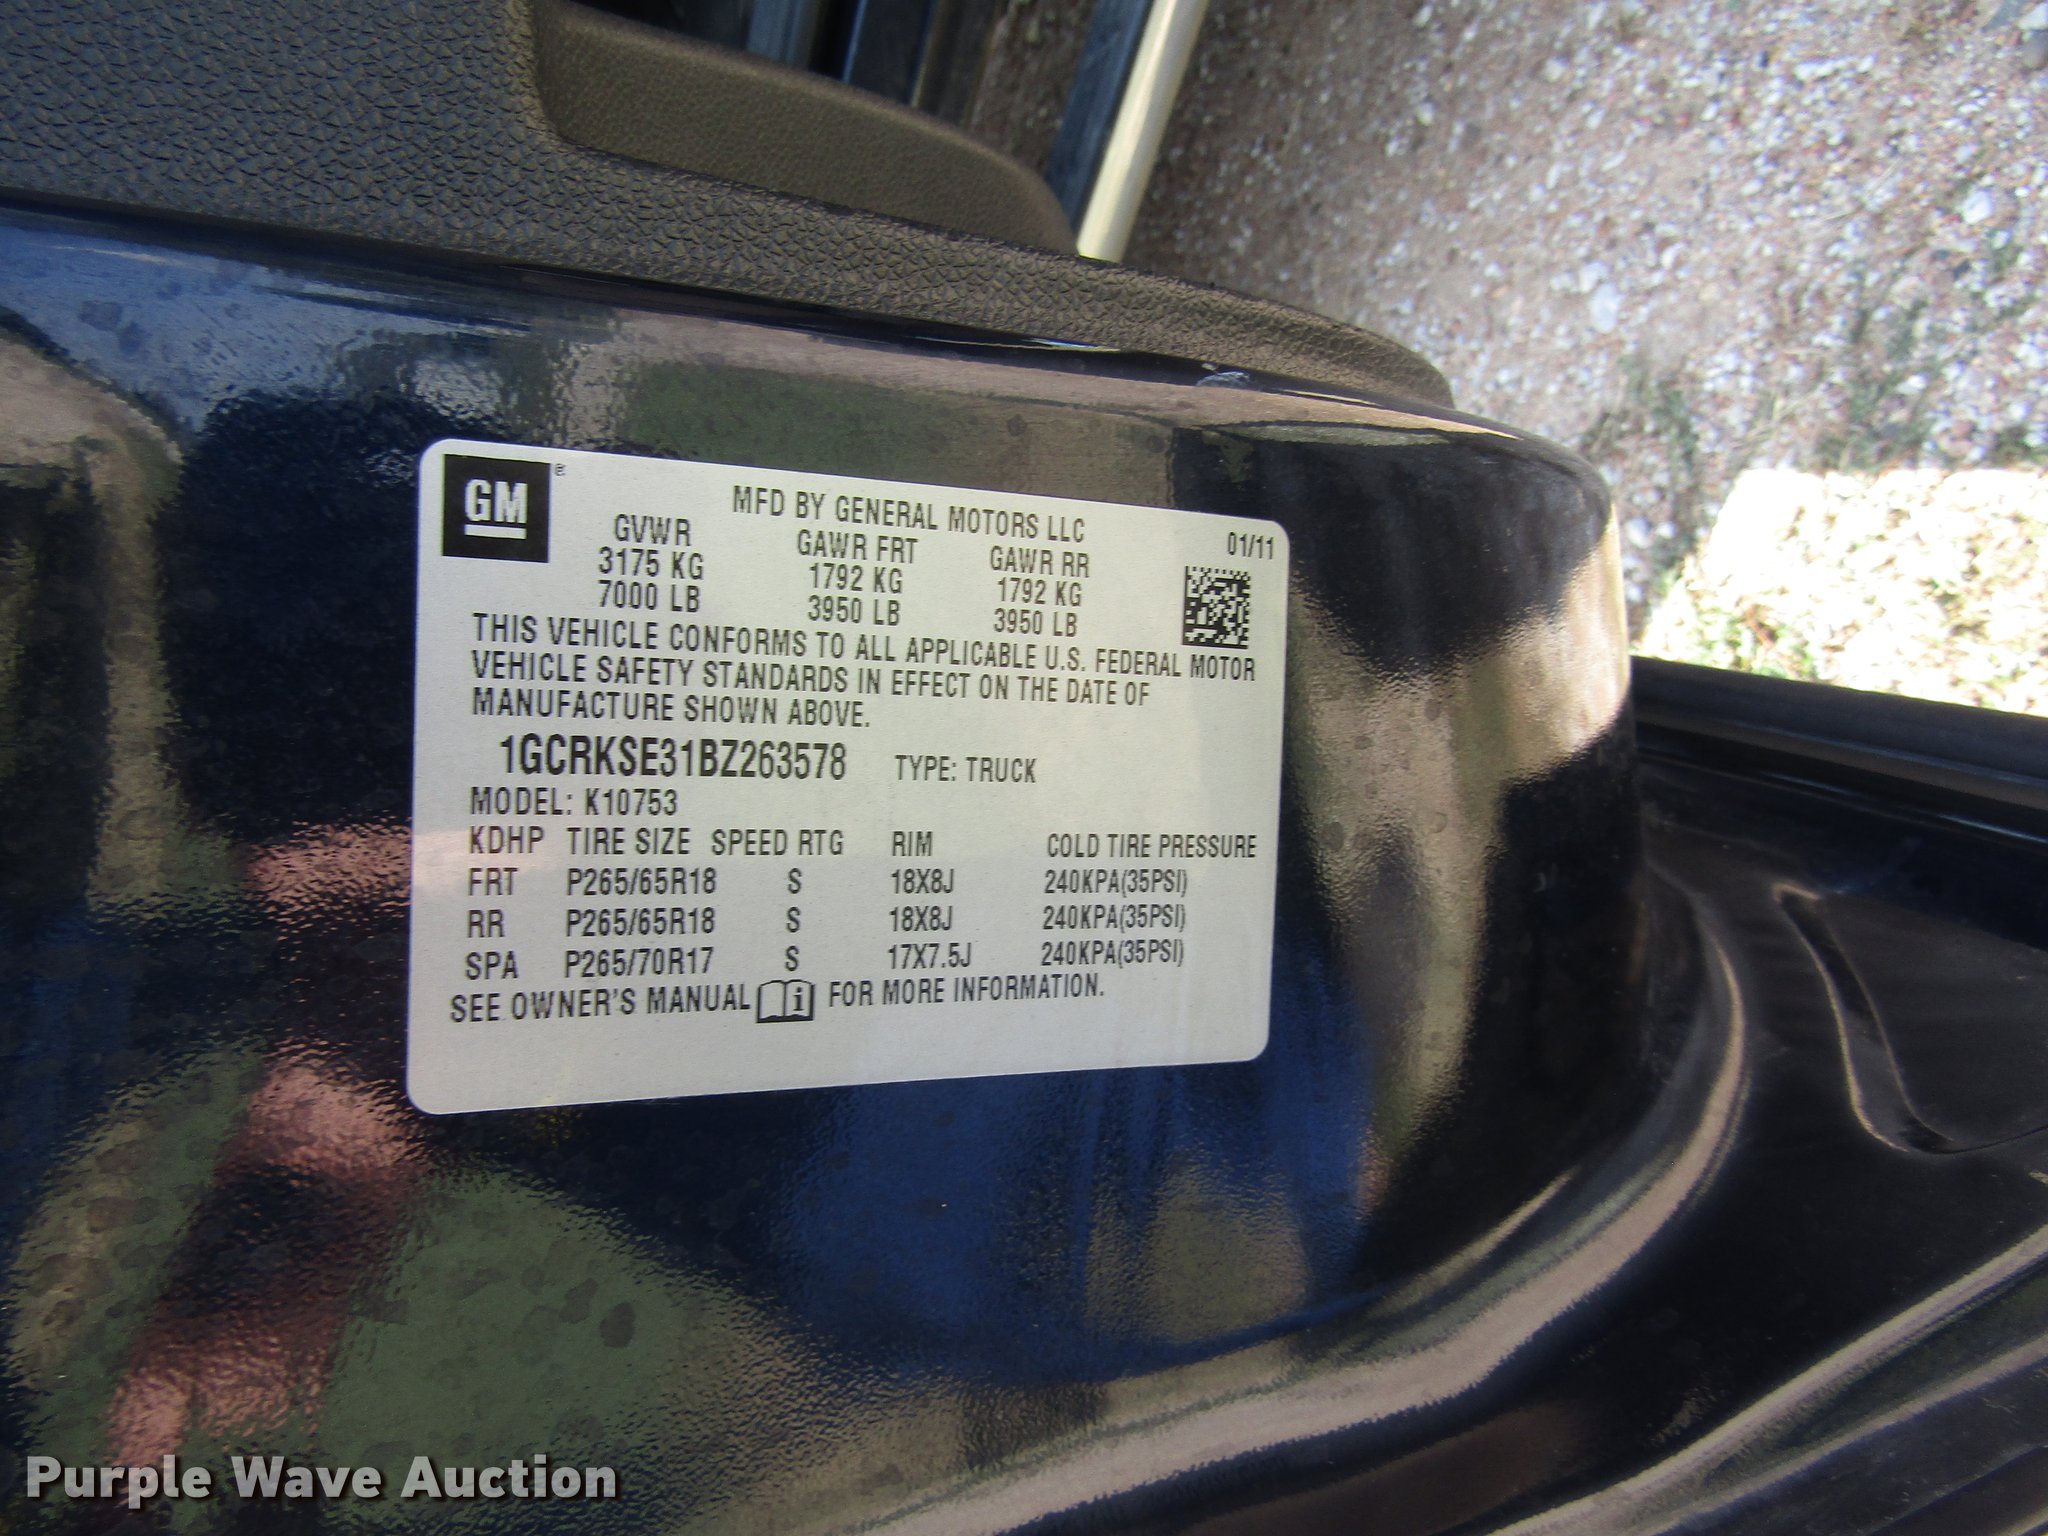 GM
MFD BY GENERAL MOTORS LLC
01/11
GVWR GAWR FRT GAWR RR
3175 KG 1792 KG 1792 KG
7000 LB 3950 LB 3950 LB
THIS VEHICLE CONFORMS TO ALL APPLICABLE U.S. FEDERAL MOTOR
VEHICLE SAFETY STANDARDS IN EFFECT ON THE DATE OF
MANUFACTURE SHOWN ABOVE.
1GCRKSE31BZ263578 TYPE: TRUCK
MODEL: K10753
KDHP TIRE SIZE SPEED RTG RIM COLD TIRE PRESSURE
FRT P265/65R18 S 18X8J 240KPA(35PSI)
RR P265/65R18 S 18X8J 240KPA(35PSI)
SPA P265/70R17 S 17X7.5J 240KPA(35PSI)
SEE OWNER'S MANUAL i FOR MORE INFORMATION.
Purple Wave Auction